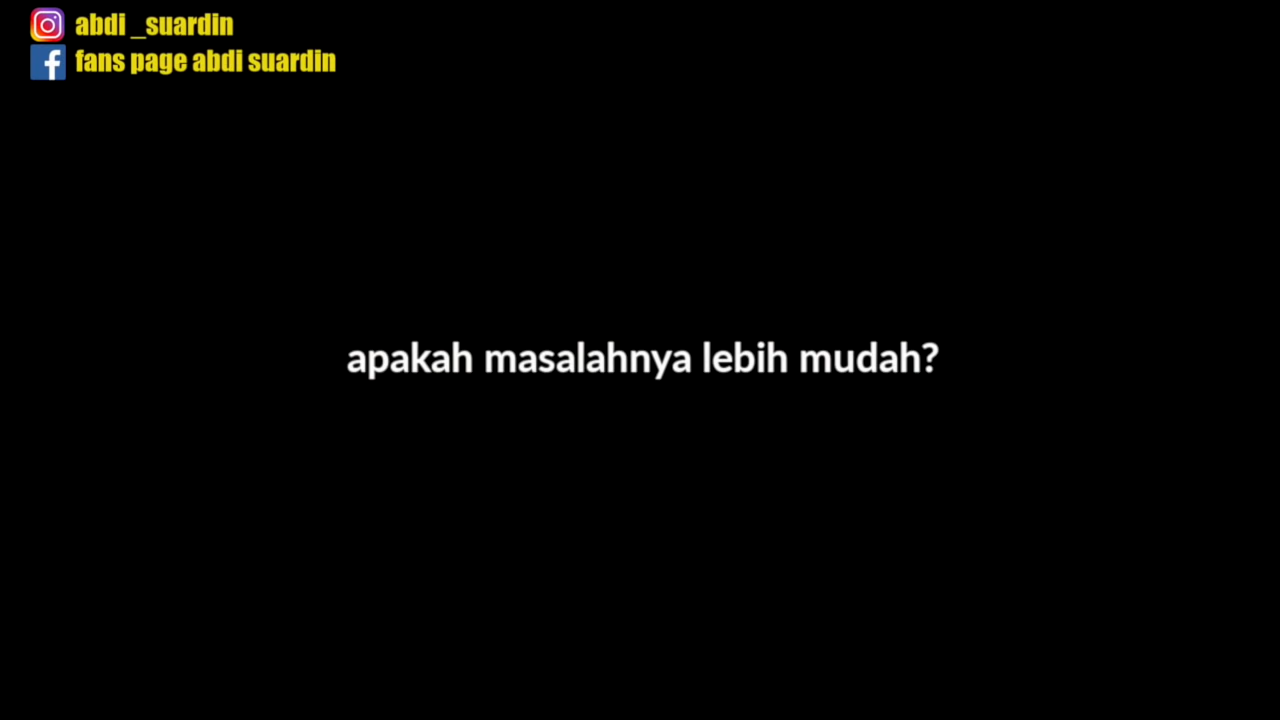 abdi _suardin
fans page abdi suardin
apakah masalahnya lebih mudah?